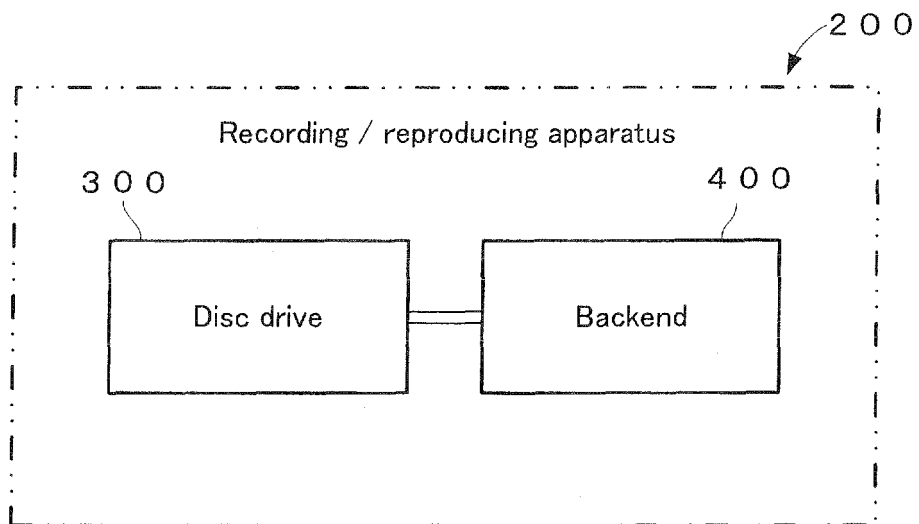 ２００
Recording / reproducing apparatus
３００
４００
Disc drive
Backend